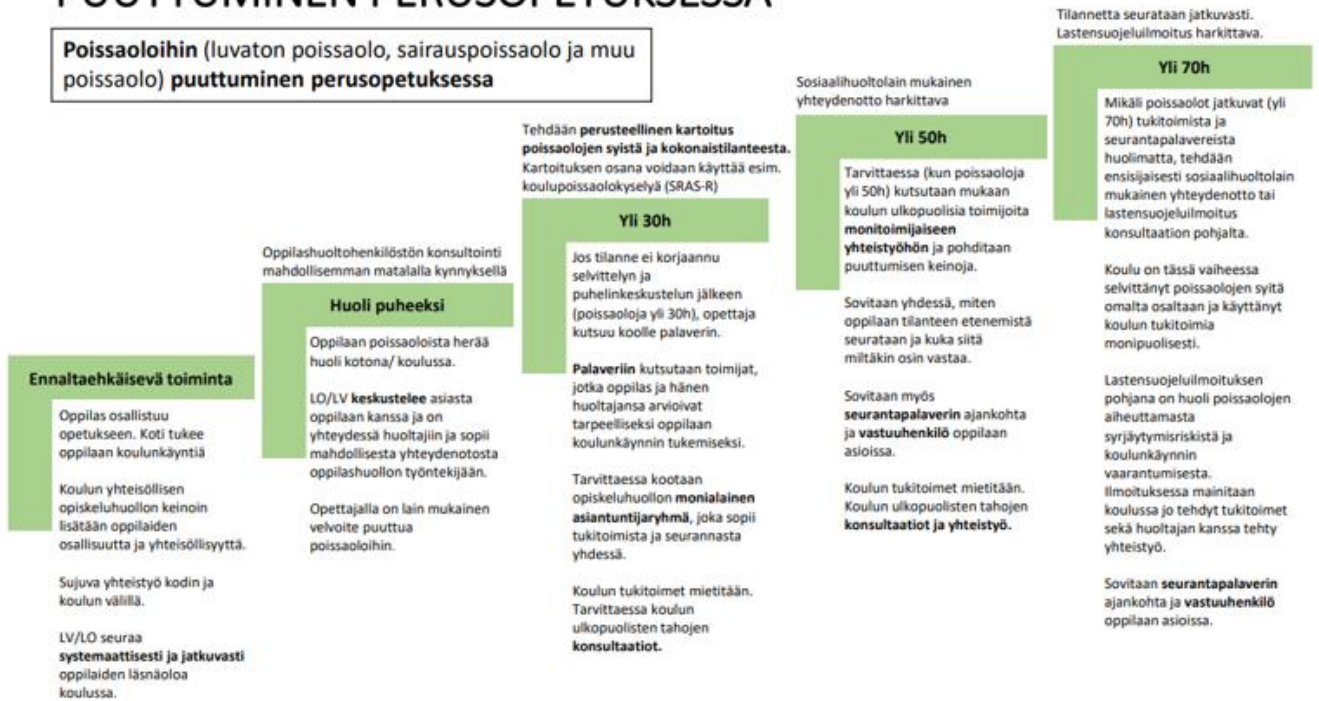 PUUTTUMINEN PERUSOPETUKSESSA
Poissaoloihin (luvaton poissaolo, sairauspoissaolo ja muu
poissaolo) puuttuminen perusopetuksessa
Ennaltaehkäisevä toiminta
Oppilas osallistuu
opetukseen. Koti tukee
oppilaan koulunkäyntiä
Koulun yhteisöllisen
opiskeluhuollon keinoin
lisätään oppilaiden
osallisuutta ja yhteisöllisyyttä.
Sujuva yhteistyö kodin ja
koulun välillä.
LV/LO seuraa
systemaattisesti ja jatkuvasti
oppilaiden läsnäoloa
koulussa.
Oppilashuoltohenkilöstön konsultointi
mahdollisemman matalalla kynnyksellä
Huoli puheeksi
Oppilaan poissaoloista herää
huoli kotona/ koulussa.
LO/LV keskustelee asiasta
oppilaan kanssa ja on
yhteydessä huoltajiin ja sopii
mahdollisesta yhteydenotosta
oppilashuollon työntekijään.
Opettajalla on lain mukainen
velvoite puuttua
poissaoloihin.
Tehdään perusteellinen kartoitus
poissaolojen syistä ja kokonaistilanteesta.
Kartoituksen osana voidaan käyttää esim.
koulupoissaolokyselyä (SRAS-R)
Yli 30h
Jos tilanne ei korjaannu
selvittelyn ja
puhelinkeskustelun jälkeen
(poissaoloja yli 30h), opettaja
kutsuu koolle palaverin.
Palaveriin kutsutaan toimijat,
jotka oppilas ja hänen
huoltajansa arvioivat
tarpeelliseksi oppilaan
koulunkäynnin tukemiseksi.
Tarvittaessa kootaan
opiskeluhuollon monialainen
asiantuntijaryhmä, joka sopii
tukitoimista ja seurannasta
yhdessä.
Koulun tukitoimet mietitään.
Tarvittaessa koulun
ulkopuolisten tahojen
konsultaatiot.
Sosiaalihuoltolain mukainen
yhteydenotto harkittava
Yli 50h
Tarvittaessa (kun poissaoloja
yli 50h) kutsutaan mukaan
koulun ulkopuolisia toimijoita
monitoimijaiseen
yhteistyöhön ja pohditaan
puuttumisen keinoja.
Sovitaan yhdessä, miten
oppilaan tilanteen etenemistä
seurataan ja kuka siitä
miltäkin osin vastaa.
Sovitaan myös
seurantapalaverin ajankohta
ja vastuuhenkilö oppilaan
asioissa.
Koulun tukitoimet mietitään.
Koulun ulkopuolisten tahojen
konsultaatiot ja yhteistyö.
Tilannetta seurataan jatkuvasti.
Lastensuojeluilmoitus harkittava.
Yli 70h
Mikäli poissaolot jatkuvat (yli
70h) tukitoimista ja
seurantapalavereista
huolimatta, tehdään
ensisijaisesti sosiaalihuoltolain
mukainen yhteydenotto tai
lastensuojeluilmoitus
konsultaation pohjalta.
Koulu on tässä vaiheessa
selvittänyt poissaolojen syitä
omalta osaltaan ja käyttänyt
koulun tukitoimia
monipuolisesti.
Lastensuojeluilmoituksen
pohjana on huoli poissaolojen
aiheuttamasta
syrjäytymisriskistä ja
koulunkäynnin
vaarantumisesta.
Ilmoituksessa mainitaan
koulussa jo tehdyt tukitoimet
sekä huoltajan kanssa tehty
yhteistyö.
Sovitaan seurantapalaverin
ajankohta ja vastuuhenkilö
oppilaan asioissa.